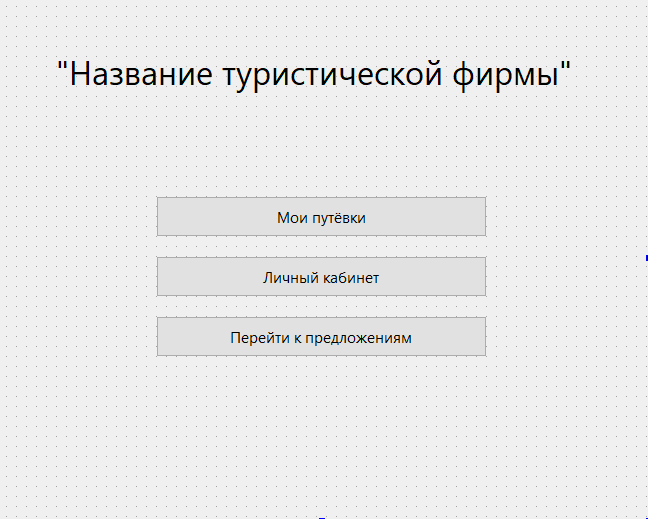 "Название туристической фирмы"
Мои путёвки
Личный кабинет
Перейти к предложениям